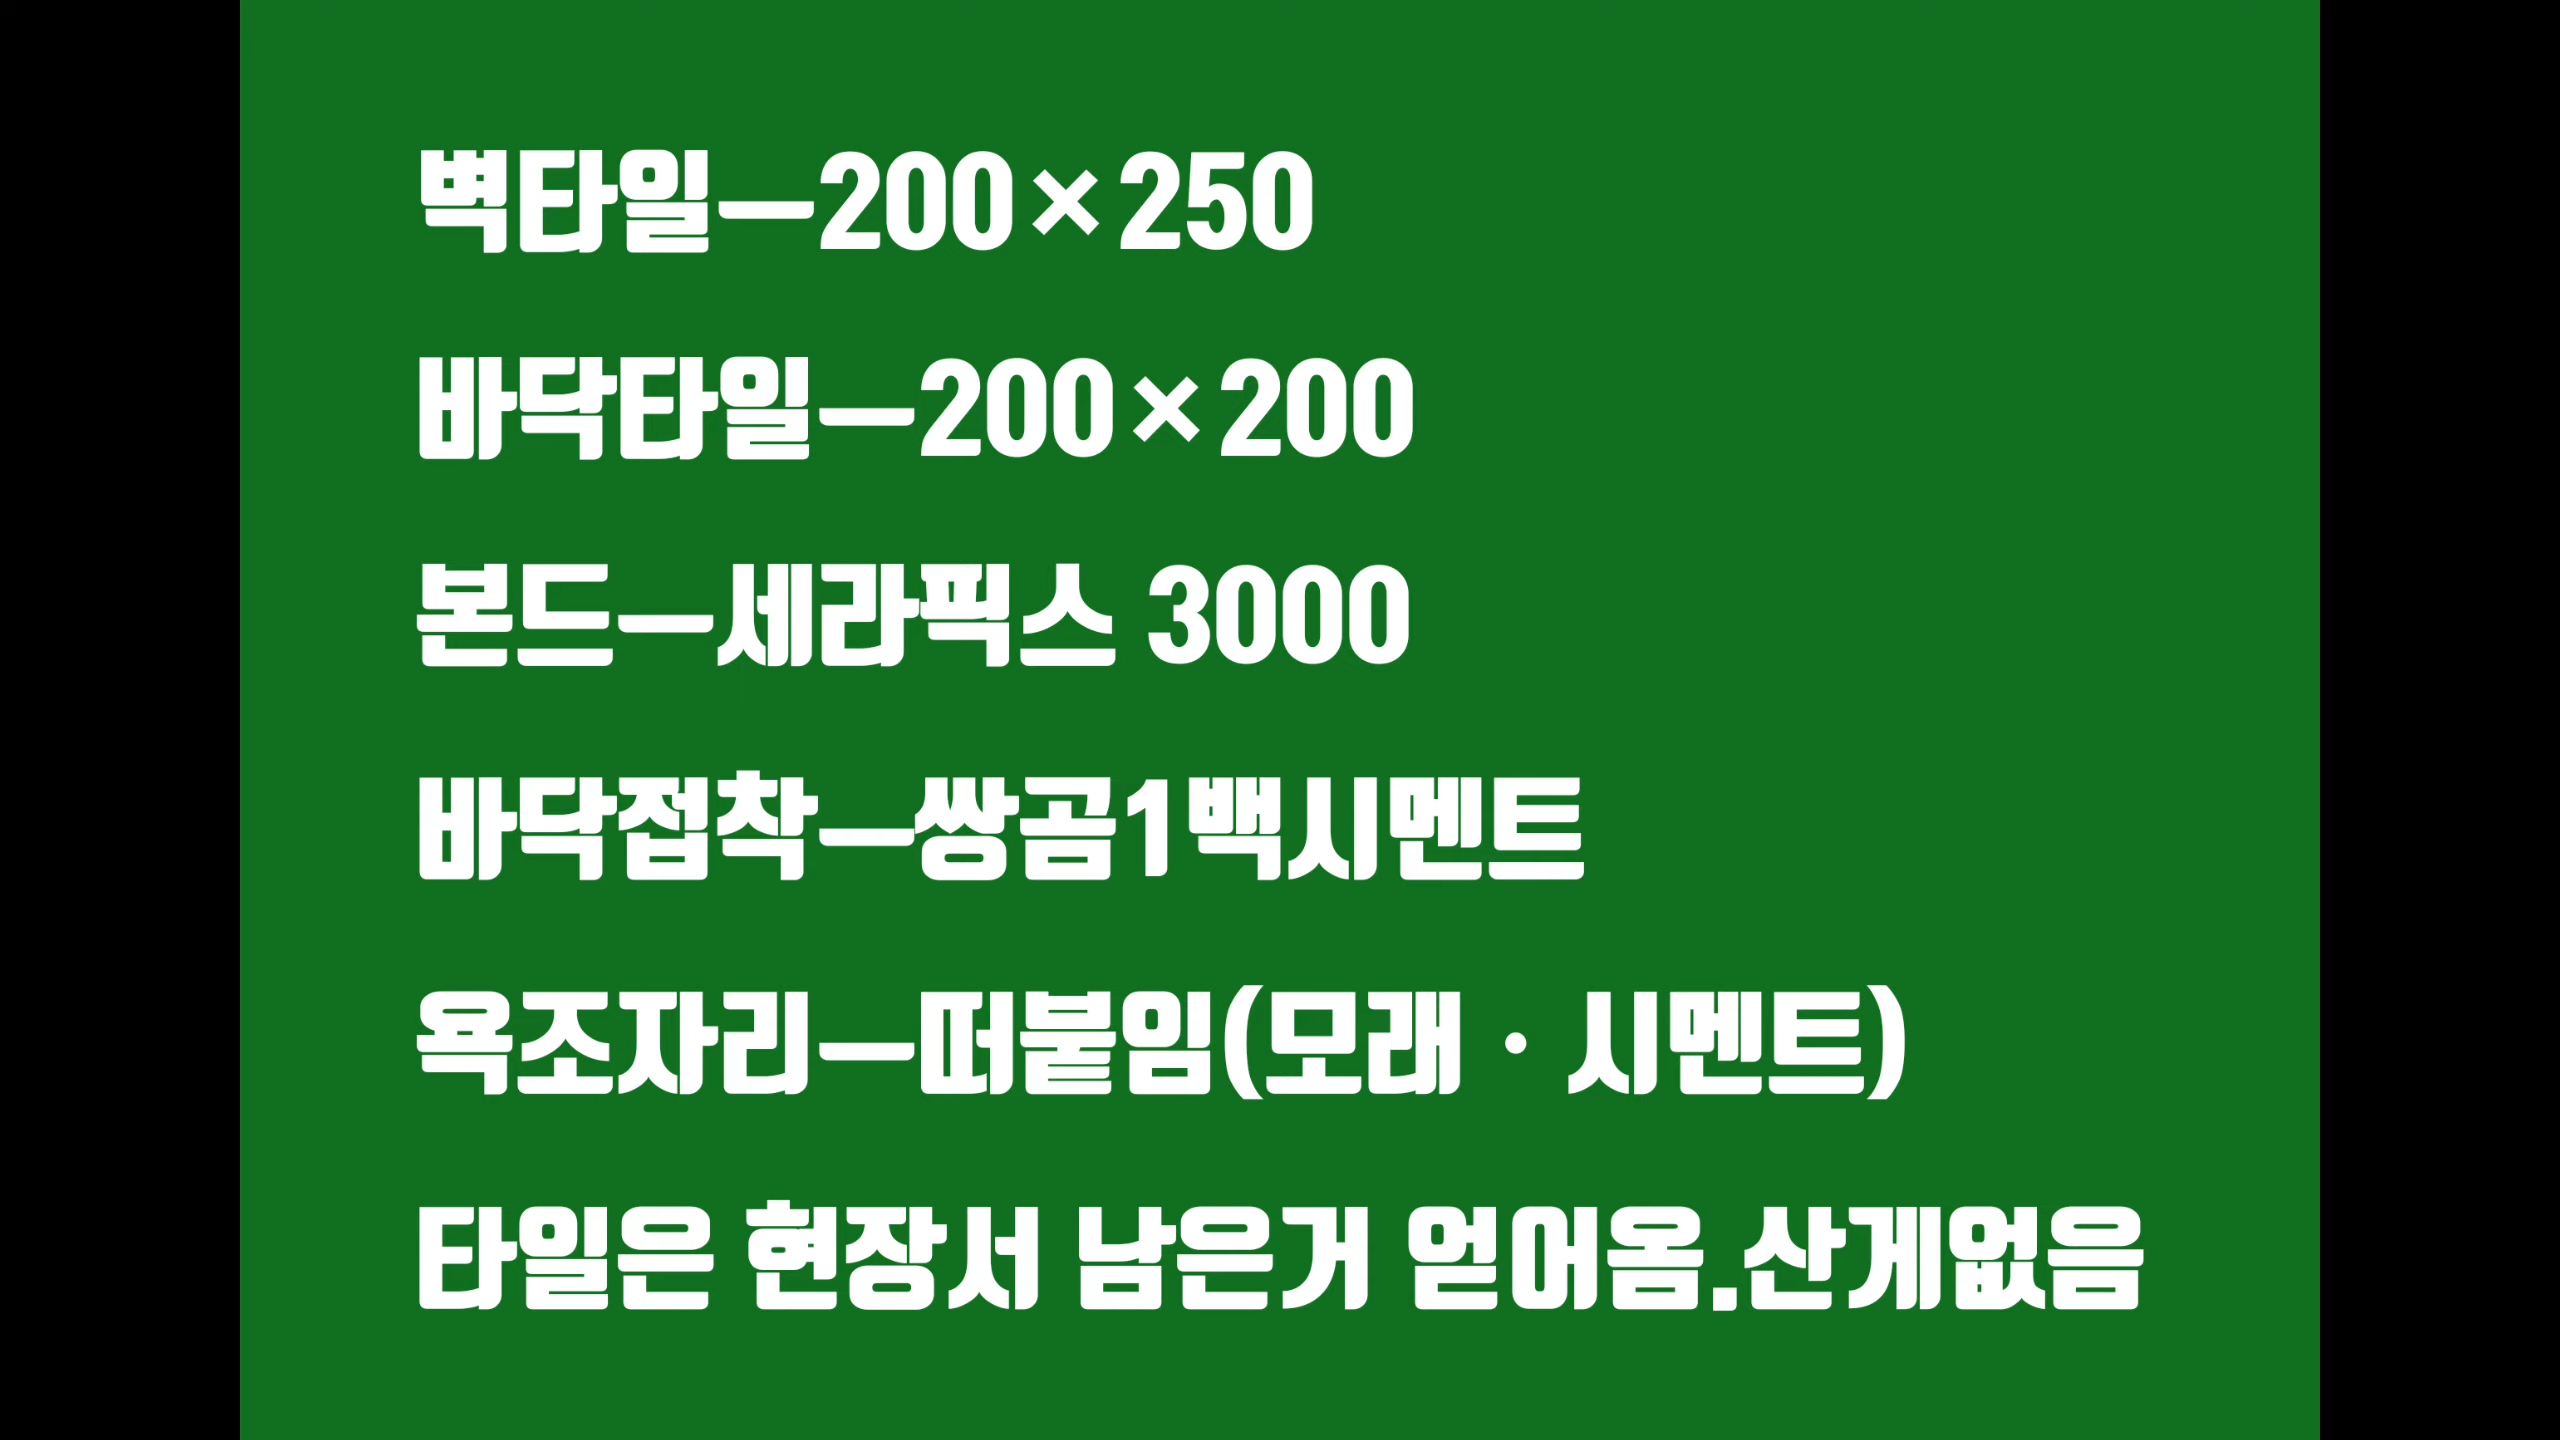 벽타일—200×250
바닥타일—200×200
본드—세라픽스 3000
바닥접착—쌍곰1백시멘트
욕조자리—떠붙임(모래 · 시멘트)
타일은 현장서 남은거 얻어옴.산게없음